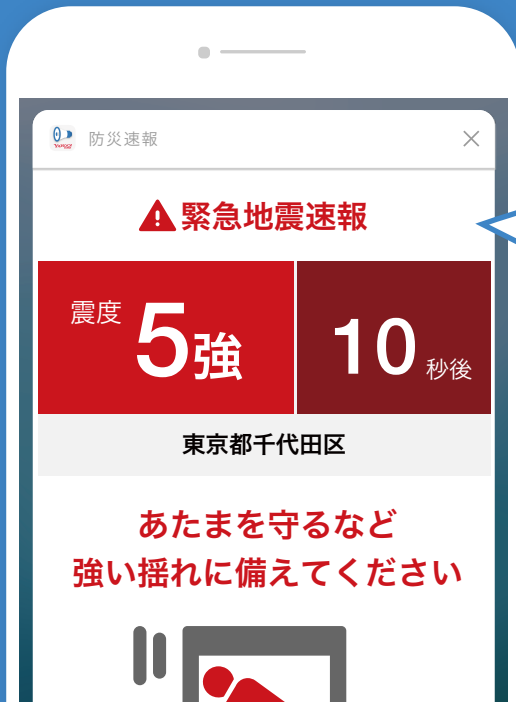 防災速報
緊急地震速報
震度 5強
10 秒後
東京都千代田区
あたまを守るなど
強い揺れに備えてください